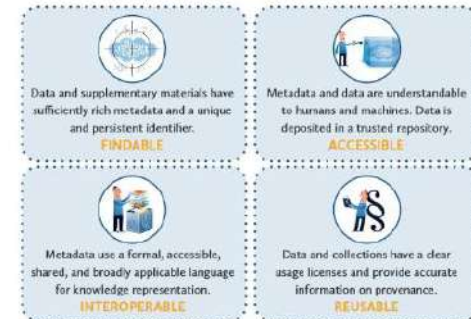 Data and supplementary materials have
sufficiently rich metadata and a unique
and persistent identifier.
FINDABLE
Metadata and data are understandable
to humans and machines. Data is
deposited in a trusted repository.
ACCESSIBLE
Metadata use a formal, accessible,
shared, and broadly applicable language
for knowledge representation.
INTEROPERABLE
Data and collections have a clear
usage licenses and provide accurate
information on provenance.
REUSABLE